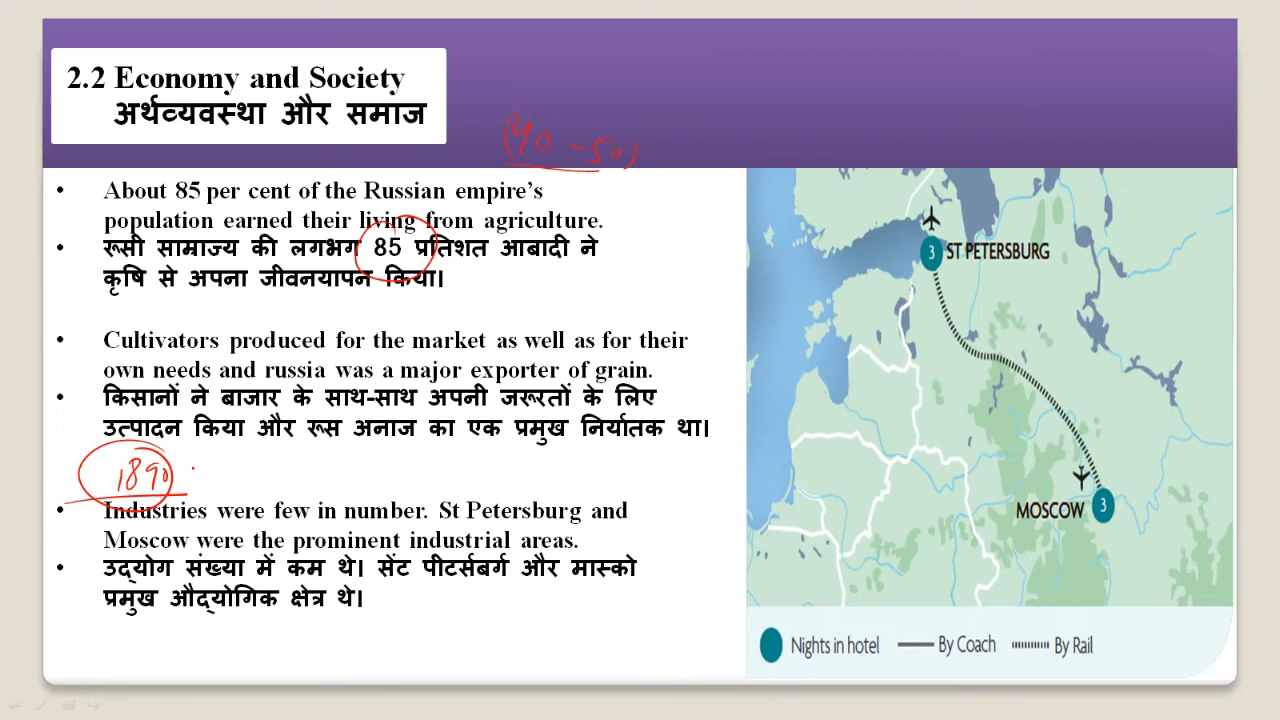 2.2 Economy and Society
अर्थव्यवस्था और समाज
(40 - 50)
• About 85 per cent of the Russian empire's
population earned their living from agriculture.
• रूसी साम्राज्य की लगभग 85 प्रतिशत आबादी ने
कृषि से अपना जीवनयापन किया।
• Cultivators produced for the market as well as for their
own needs and russia was a major exporter of grain.
• किसानों ने बाजार के साथ-साथ अपनी जरूरतों के लिए
उत्पादन किया और रूस अनाज का एक प्रमुख निर्यातक था।
1890
• Industries were few in number. St Petersburg and
Moscow were the prominent industrial areas.
• उद्योग संख्या में कम थे। सेंट पीटर्सबर्ग और मास्को
प्रमुख औद्योगिक क्षेत्र थे।
3 ST PETERSBURG
MOSCOW 3
Nights in hotel By Coach By Rail